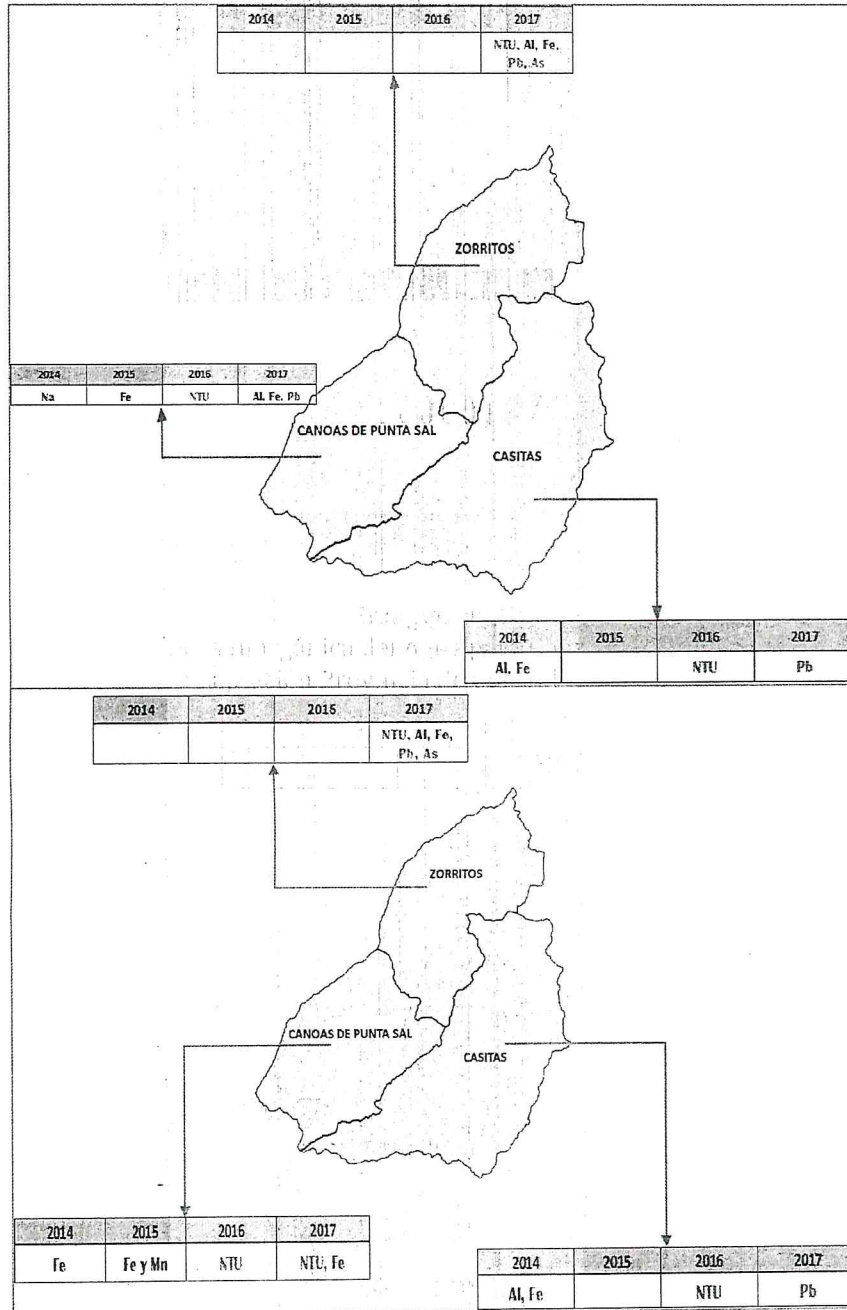 2014 2015 2016 2017
NTU, Al, Fe,
Pb, As
ZORRITOS
2014 2015 2016 2017
Na Fe NTU Al, Fe, Pb
CANOAS DE PUNTA SAL
CASITAS
2014 2015 2016 2017
Al, Fe NTU Pb
2014 2015 2016 2017
NTU, Al, Fe,
Pb, As
ZORRITOS
CANOAS DE PUNTA SAL
CASITAS
2014 2015 2016 2017
Fe Fe y Mn NTU NTU, Fe
2014 2015 2016 2017
Al, Fe NTU Pb